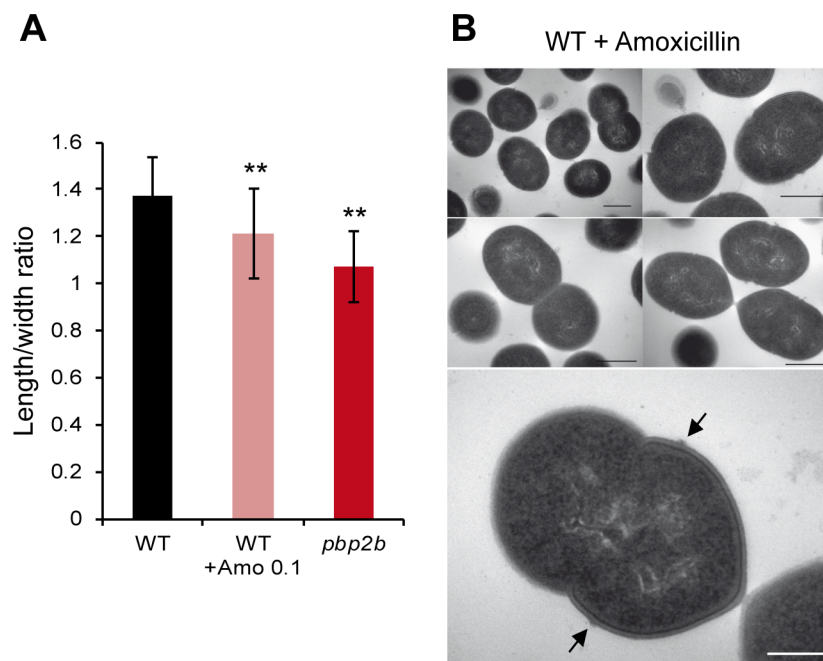 A
B
WT + Amoxicillin
Length/width ratio
1.6
1.4
1.2
1
0.8
0.6
0.4
0.2
0
**
**
WT
WT
+Amo 0.1
pbp2b